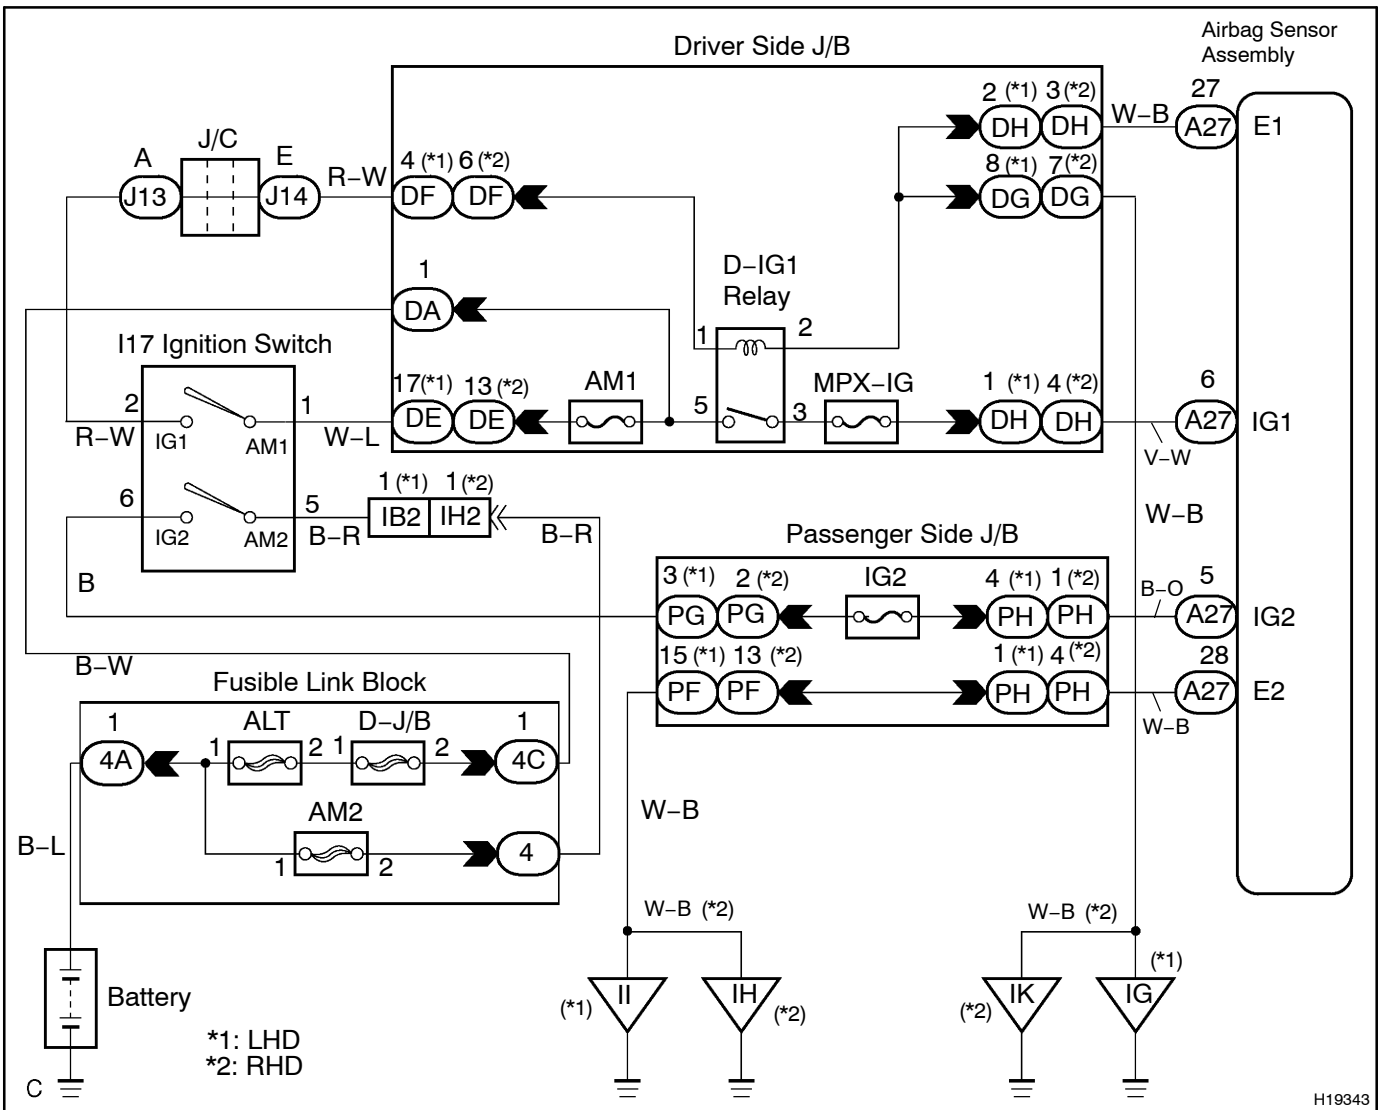 Driver Side J/B
Airbag Sensor
Assembly
2 (*1) 3 (*2)
27
DH DH
W–B
A27
E1
J/C
A
E
J13
J14
R–W
4 (*1) 6 (*2)
DF DF
8 (*1) 7 (*2)
DG DG
D–IG1
Relay
1
DA
1
2
I17 Ignition Switch
17(*1) 13 (*2)
AM1
MPX–IG
1 (*1) 4 (*2)
6
2
1
DE DE
5
3
DH DH
A27
IG1
R–W
IG1
AM1
W–L
V–W
6
5
1 (*1) 1 (*2)
IB2 IH2
IG2
AM2
B–R
B–R
W–B
Passenger Side J/B
B
3 (*1) 2 (*2)
IG2
4 (*1) 1 (*2)
B–O
5
PG PG
PH PH
A27
IG2
15 (*1) 13 (*2)
1 (*1) 4 (*2)
28
B–W
PF PF
PH PH
A27
E2
W–B
Fusible Link Block
1
ALT
D–J/B
1
4A
1
2
1
2
4C
AM2
W–B
B–L
1
2
4
W–B (*2)
W–B (*2)
(*1)
Battery
(*1)
II
IH
(*2)
(*2)
IK
IG
*1: LHD
*2: RHD
C
H19343